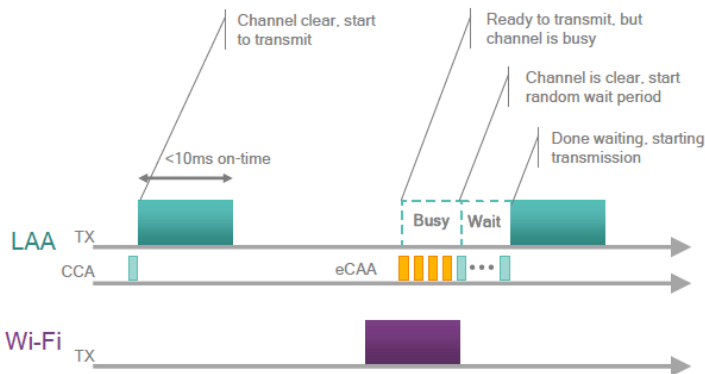 Channel clear, start
to transmit
Ready to transmit, but
channel is busy
Channel is clear, start
random wait period
Done waiting, starting
transmission
<10ms on-time
Busy
Wait
LAA
TX
CCA
eCAA
Wi-Fi
TX